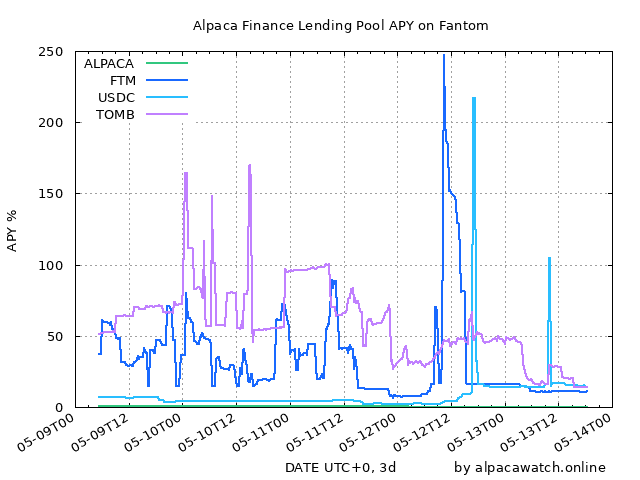 Alpaca Finance Lending Pool APY on Fantom
250
200
150
100
50
0
APY %
ALPACA
FTM
USDC
TOMB
05-09T00
05-09T12
05-10T00
05-10T12
05-11T00
05-11T12
05-12T00
05-12T12
05-13T00
05-13T12
05-14T00
DATE UTC+0, 3d
by alpacawatch.online